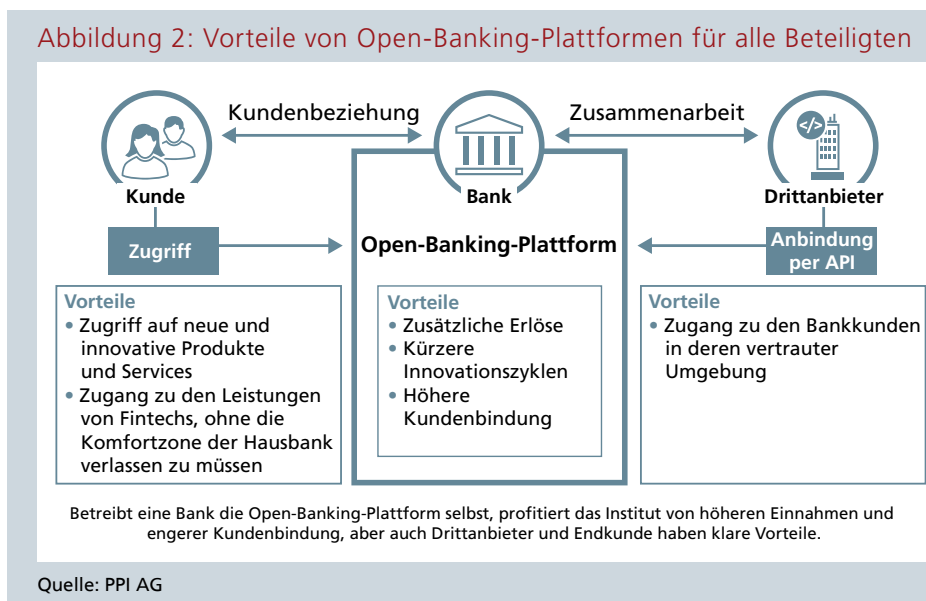 Abbildung 2: Vorteile von Open-Banking-Plattformen für alle Beteiligten
Kundenbeziehung
Zusammenarbeit
</>
Kunde
Bank
Drittanbieter
Zugriff
Open-Banking-Plattform
Anbindung
per API
Vorteile
• Zugriff auf neue und
innovative Produkte
und Services
• Zugang zu den Leistungen
von Fintechs, ohne die
Komfortzone der Hausbank
verlassen zu müssen
Vorteile
• Zusätzliche Erlöse
• Kürzere
Innovationszyklen
• Höhere
Kundenbindung
Vorteile
• Zugang zu den Bankkunden
in deren vertrauter
Umgebung
Betreibt eine Bank die Open-Banking-Plattform selbst, profitiert das Institut von höheren Einnahmen und
engerer Kundenbindung, aber auch Drittanbieter und Endkunde haben klare Vorteile.
Quelle: PPI AG